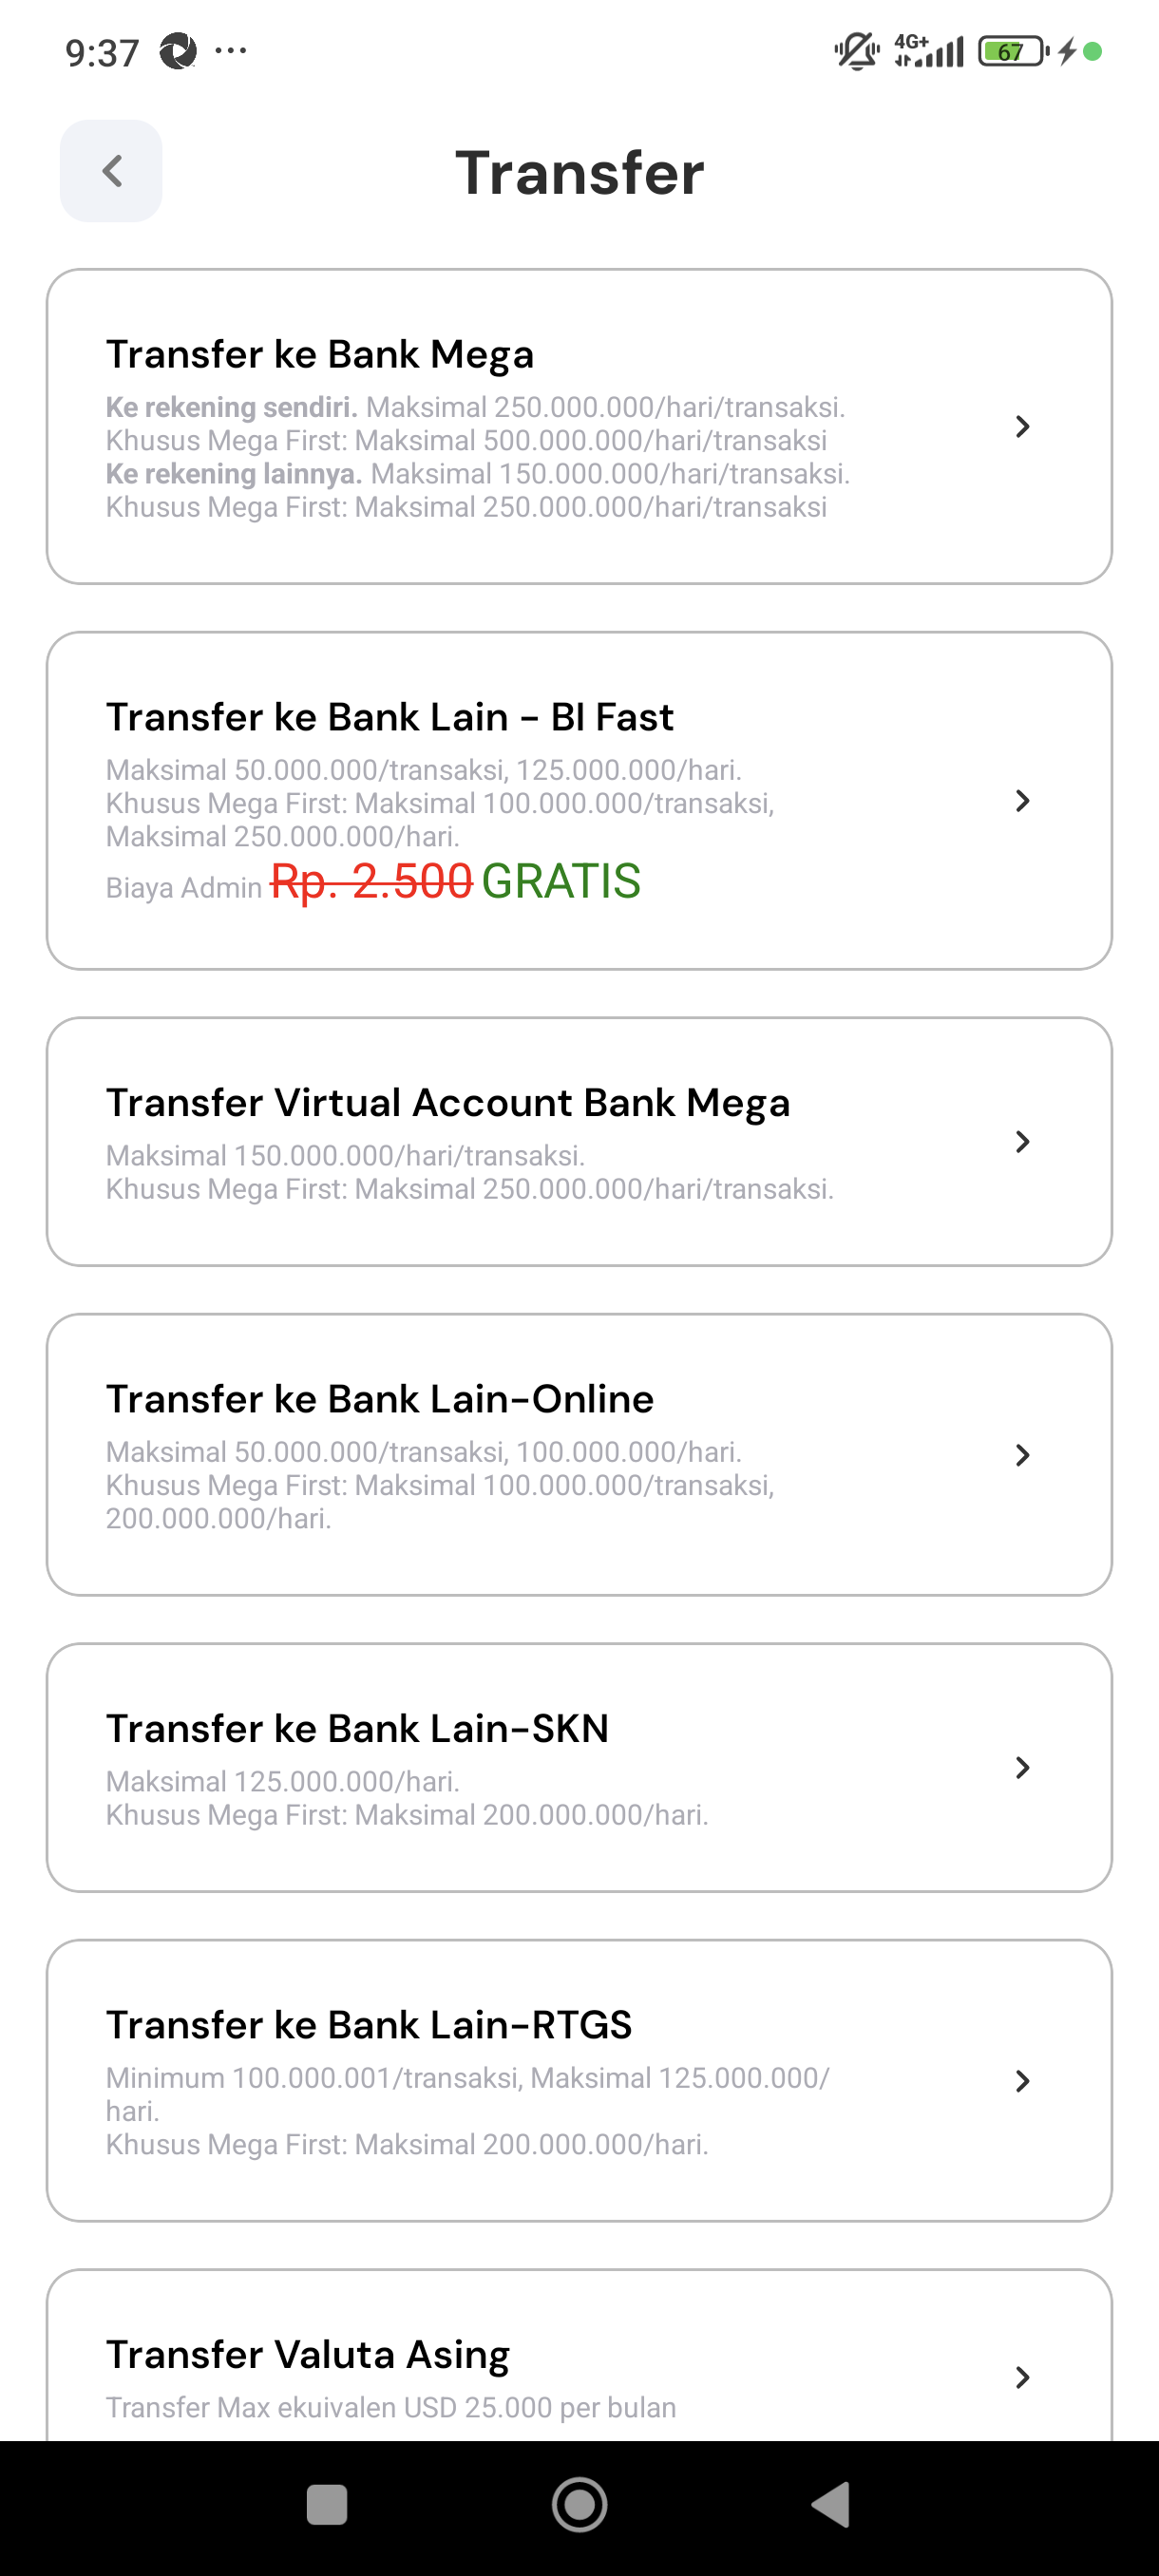 9:37
4G+
67
Transfer
Transfer ke Bank Mega
Ke rekening sendiri. Maksimal 250.000.000/hari/transaksi.
Khusus Mega First: Maksimal 500.000.000/hari/transaksi
Ke rekening lainnya. Maksimal 150.000.000/hari/transaksi.
Khusus Mega First: Maksimal 250.000.000/hari/transaksi
Transfer ke Bank Lain - BI Fast
Maksimal 50.000.000/transaksi, 125.000.000/hari.
Khusus Mega First: Maksimal 100.000.000/transaksi,
Maksimal 250.000.000/hari.
Biaya Admin Rp. 2.500 GRATIS
Transfer Virtual Account Bank Mega
Maksimal 150.000.000/hari/transaksi.
Khusus Mega First: Maksimal 250.000.000/hari/transaksi.
Transfer ke Bank Lain-Online
Maksimal 50.000.000/transaksi, 100.000.000/hari.
Khusus Mega First: Maksimal 100.000.000/transaksi,
200.000.000/hari.
Transfer ke Bank Lain-SKN
Maksimal 125.000.000/hari.
Khusus Mega First: Maksimal 200.000.000/hari.
Transfer ke Bank Lain-RTGS
Minimum 100.000.001/transaksi, Maksimal 125.000.000/
hari.
Khusus Mega First: Maksimal 200.000.000/hari.
Transfer Valuta Asing
Transfer Max ekuivalen USD 25.000 per bulan